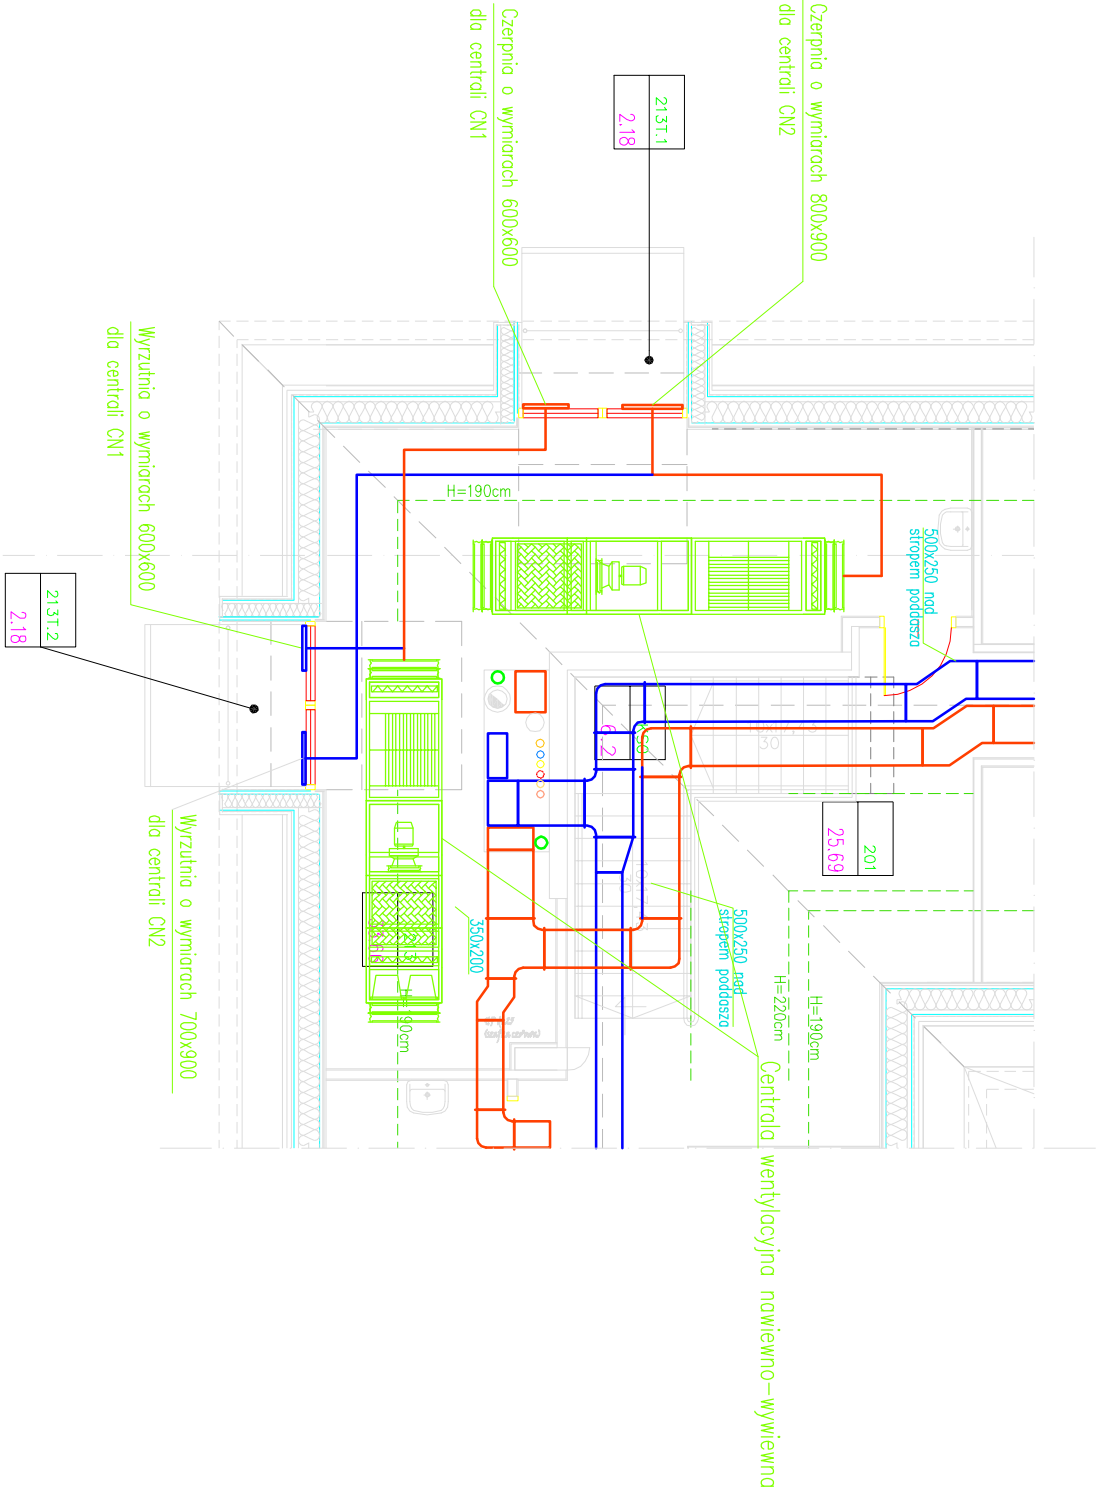 Czerpnia o wymiarach 800x900
dla centrali CN2
Czerpnia o wymiarach 600x600
dla centrali CN1
213T.1
2.18
Wyrzutnia o wymiarach 600x600
dla centrali CN1
213T.2
2.18
Wyrzutnia o wymiarach 700x900
dla centrali CN2
H=190cm
500x250 nad
stropem poddasza
30
201
25.69
350x200
500x250 nad
stropem poddasza
H=220cm
H=190cm
H=190cm
Centrala wentylacyjna nawiewno-wywiewna